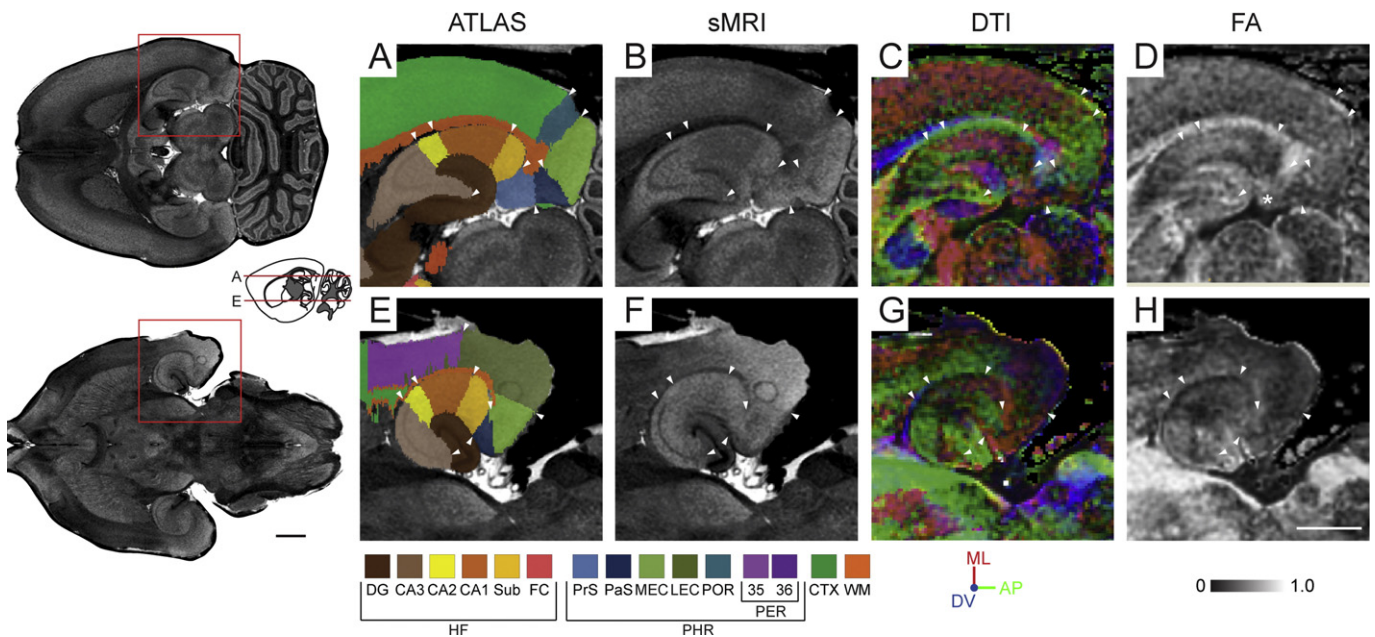 ATLAS sMRI DTI FA
A B C D
A
E
E F G H
DG CA3 CA2 CA1 Sub FC PrS PaS MEC LEC POR 35 36 CTX WM
PER
HF PHR
ML
AP
DV
0 1.0
*